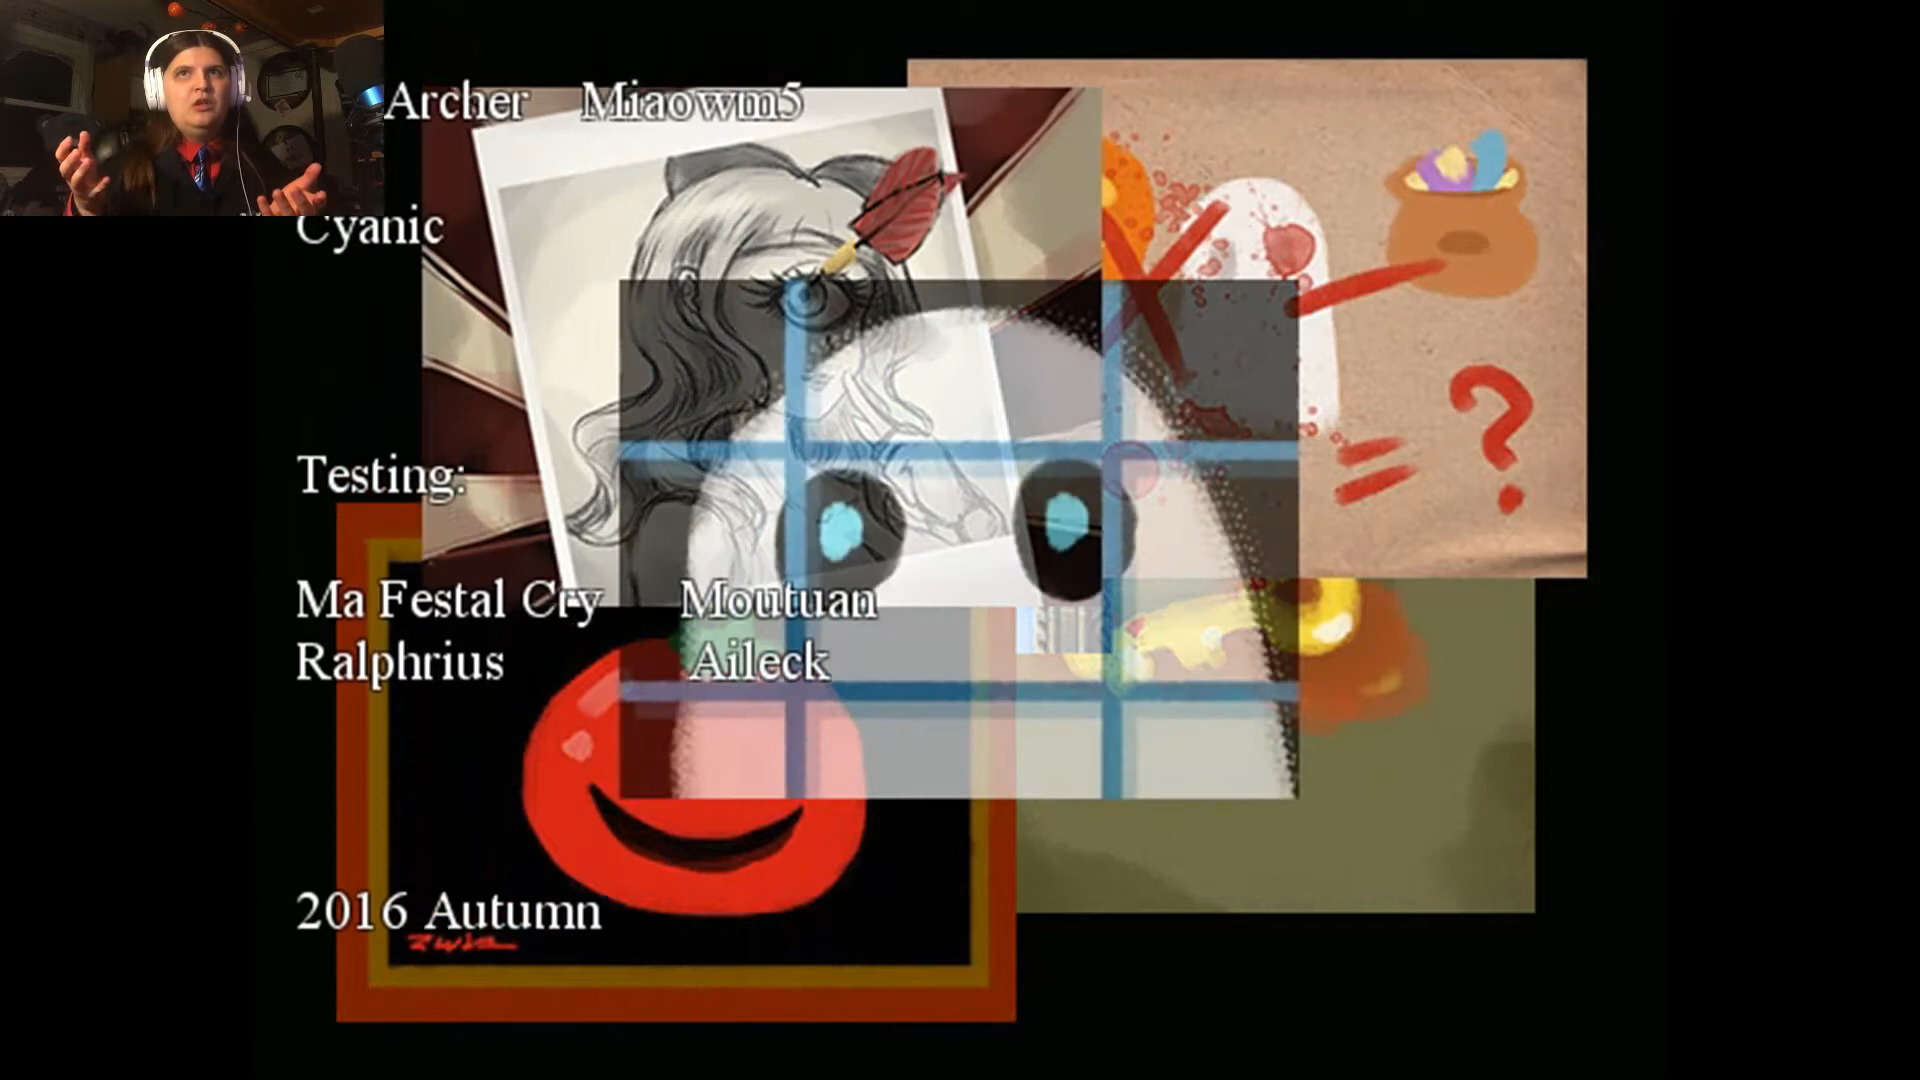 Archer Miaowm5
Cyanic
Testing:
Ma Festal Cry Moutuan
Ralphrius Aileck
2016 Autumn